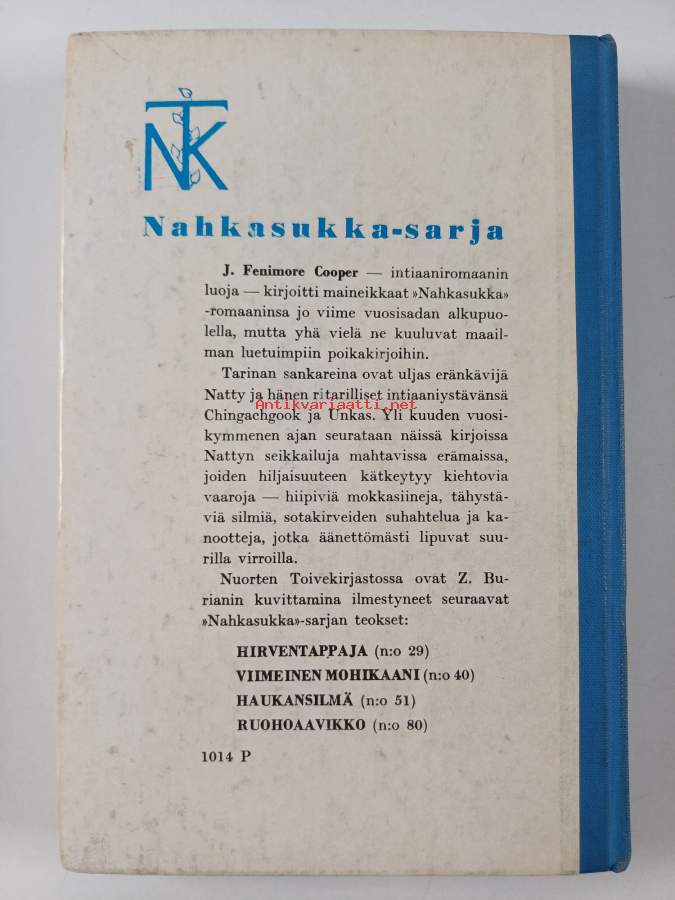 NTK
Nahkasukka-sarja
J. Fenimore Cooper — intiaaniromaanin
luoja — kirjoitti maineikkaat »Nahkasukka»
-romaaninsa jo viime vuosisadan alkupuo-
lella, mutta yhä vielä ne kuuluvat maail-
man luetuimpiin poikakirjoihin.
Tarinan sankareina ovat uljas eränkävijä
Natty ja hänen ritarilliset intiaaniystävänsä
Antikvariaatti.net
Chingachgook ja Unkas. Yli kuuden vuosi-
kymmenen ajan seurataan näissä kirjoissa
Nattyn seikkailuja mahtavissa erämaissa,
joiden hiljaisuuteen kätkeytyy kiehtovia
vaaroja — hiipiviä mokkasiineja, tähystä-
viä silmiä, sotakirveiden suhahtelua ja ka-
nootteja, jotka äänettömästi lipuvat suu-
rilla virroilla.
Nuorten Toivekirjastossa ovat Z. Bu-
rianin kuvittamina ilmestyneet seuraavat
»Nahkasukka»-sarjan teokset:
HIRVENTAPPAJA (n:o 29)
VIIMEINEN MOHIKAANI (n:o 40)
HAUKANSILMÄ (n:o 51)
RUOHOAAVIKKO (n:o 80)
1014 P